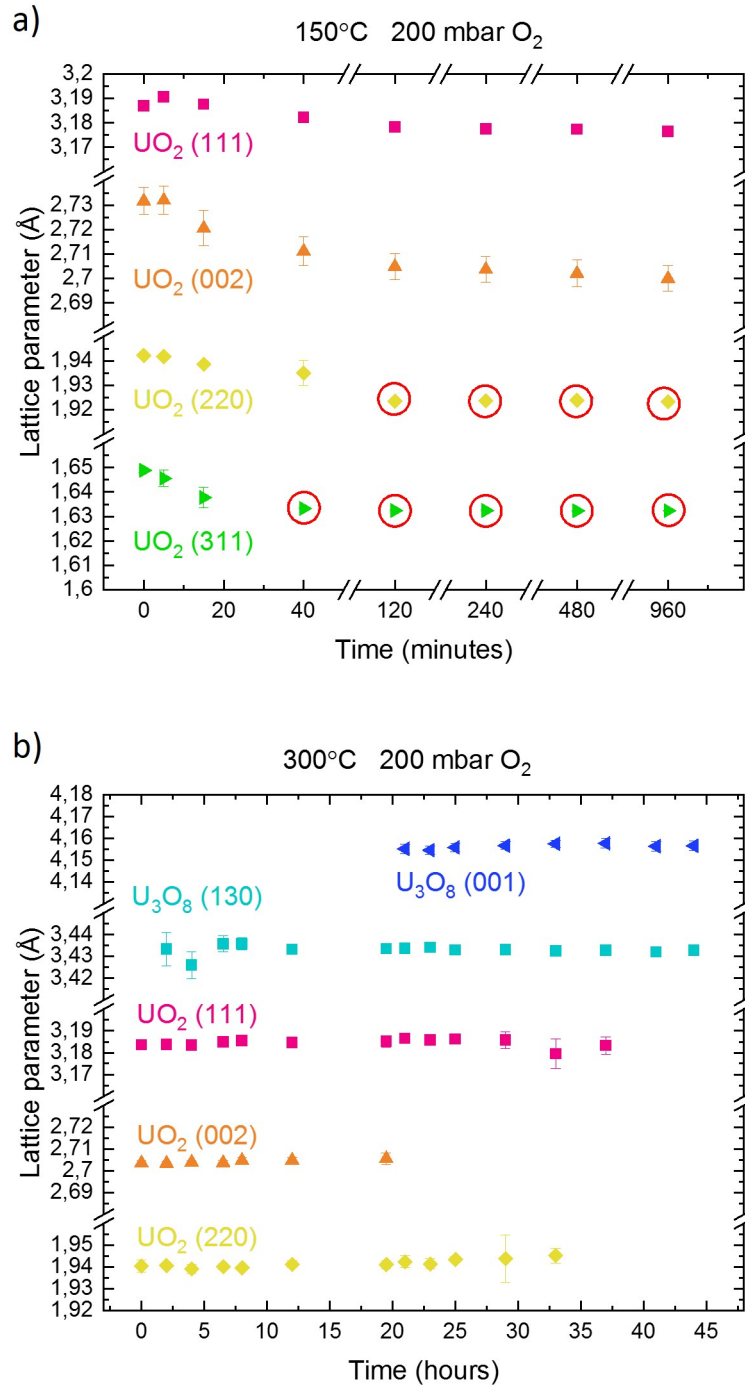 a)
150°C 200 mbar O₂
3,2
3,19
3,18
3,17
UO₂ (111)
2,73
2,72
2,71
2,7
2,69
UO₂ (002)
1,94
1,93
1,92
UO₂ (220)
1,65
1,64
1,63
1,62
1,61
1,6
UO₂ (311)
Lattice parameter (Å)
0 20 40 120 240 480 960
Time (minutes)
b)
300°C 200 mbar O₂
4,18
4,17
4,16
4,15
4,14
U₃O₈ (001)
U₃O₈ (130)
3,44
3,43
3,42
UO₂ (111)
3,19
3,18
3,17
UO₂ (002)
2,72
2,71
2,7
2,69
UO₂ (220)
1,95
1,94
1,93
1,92
Lattice parameter (Å)
0 5 10 15 20 25 30 35 40 45
Time (hours)